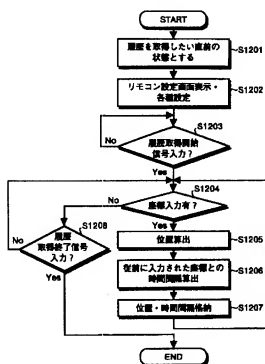 START
履歴を取得したい直前の
状態とする
S1201
リモコン設定画面表示・
各種設定
S1202
S1203
履歴取得開始
信号入力?
No
Yes
S1204
座標入力有?
No
Yes
S1208
履歴
取得終了信号
入力?
No
Yes
位置算出
S1205
従前に入力された座標との
時間間隔算出
S1206
位置・時間間隔格納
S1207
END